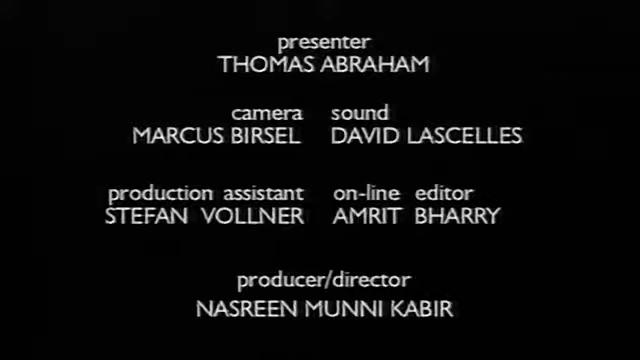 presenter
THOMAS ABRAHAM
camera sound
MARCUS BIRSEL DAVID LASCELLES
production assistant on-line editor
STEFAN VOLLNER AMRIT BHARRY
producer/director
NASREEN MUNNI KABIR